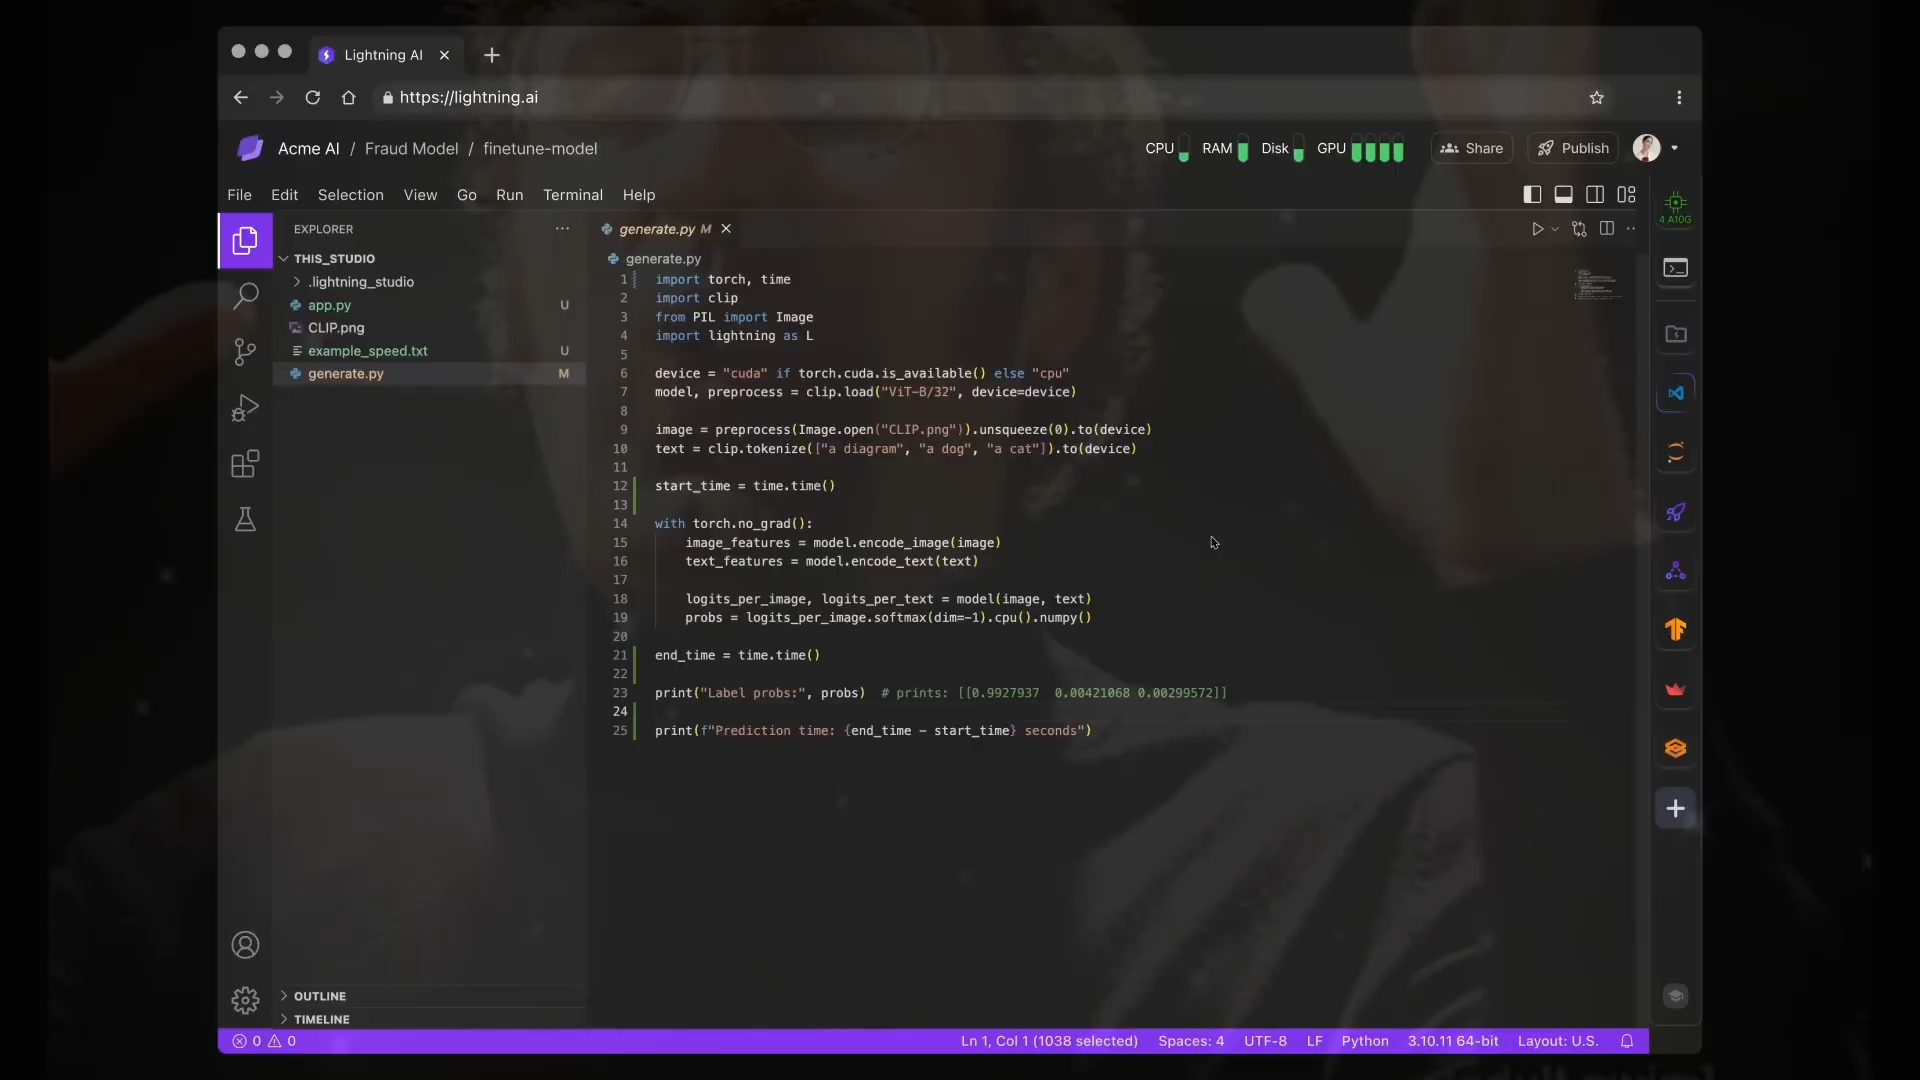 Lightning AI
https://lightning.ai
Acme AI / Fraud Model / finetune-model
CPU RAM Disk GPU Share Publish
File Edit Selection View Go Run Terminal Help
4 A10G
EXPLORER
THIS_STUDIO
.lightning_studio
app.py U
CLIP.png
example_speed.txt U
generate.py M
OUTLINE
TIMELINE
generate.py M
generate.py
1 import torch, time
2 import clip
3 from PIL import Image
4 import lightning as L
5
6 device = "cuda" if torch.cuda.is_available() else "cpu"
7 model, preprocess = clip.load("ViT-B/32", device=device)
8
9 image = preprocess(Image.open("CLIP.png")).unsqueeze(0).to(device)
10 text = clip.tokenize(["a diagram", "a dog", "a cat"]).to(device)
11
12 start_time = time.time()
13
14 with torch.no_grad():
15 image_features = model.encode_image(image)
16 text_features = model.encode_text(text)
17
18 logits_per_image, logits_per_text = model(image, text)
19 probs = logits_per_image.softmax(dim=-1).cpu().numpy()
20
21 end_time = time.time()
22
23 print("Label probs:", probs) # prints: [[0.9927937 0.00421068 0.00299572]]
24
25 print(f"Prediction time: {end_time - start_time} seconds")
0 0 Ln 1, Col 1 (1038 selected) Spaces: 4 UTF-8 LF Python 3.10.11 64-bit Layout: U.S.